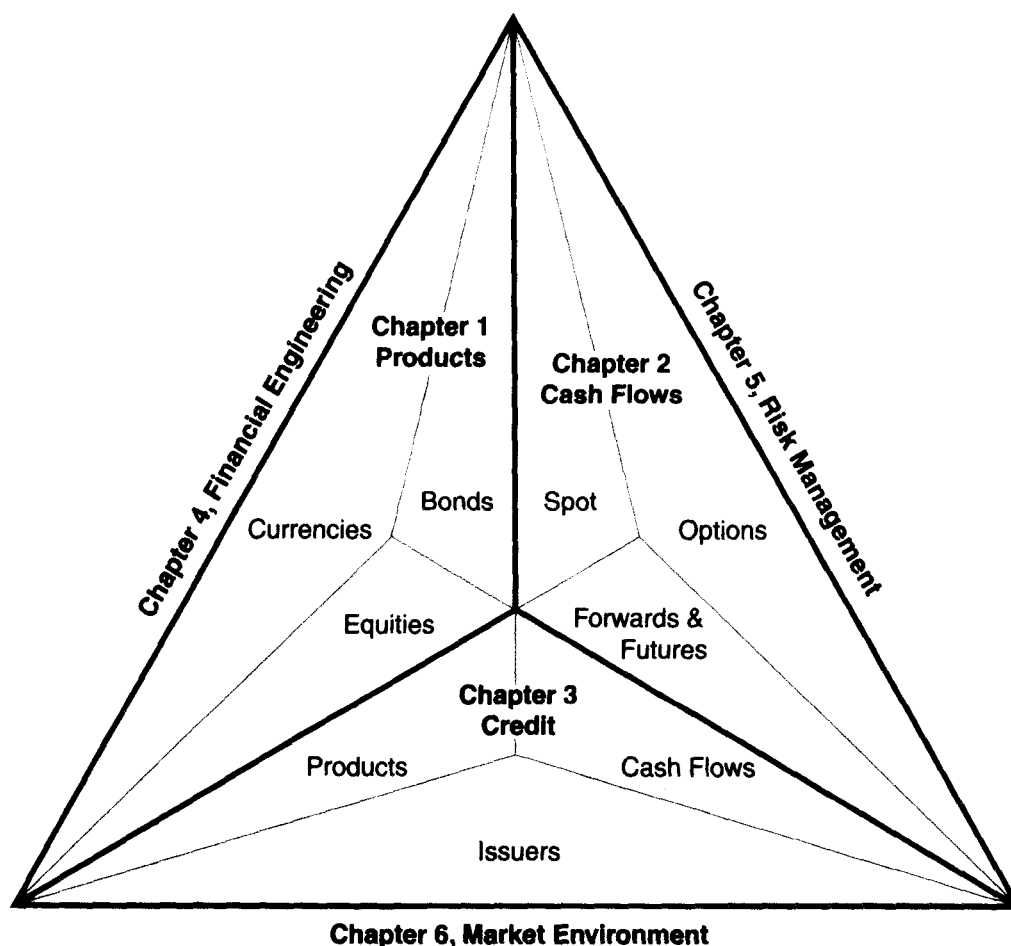 Chapter 4, Financial Engineering
Chapter 1
Products
Chapter 2
Cash Flows
Chapter 5, Risk Management
Currencies
Bonds
Spot
Options
Equities
Forwards &
Futures
Chapter 3
Credit
Products
Cash Flows
Issuers
Chapter 6, Market Environment